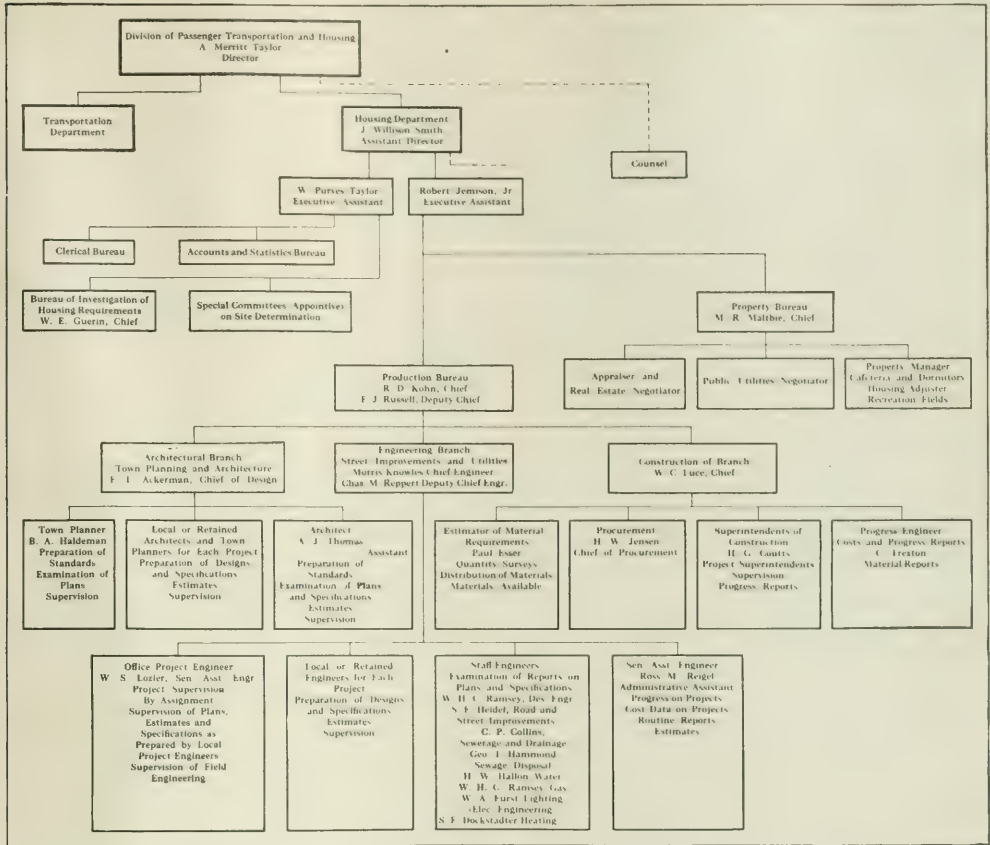 Division of Passenger Transportation and Housing
A Merritt Taylor
Director
Transportation
Department
Housing Department
J. Willison Smith
Assistant Director
Counsel
W Purves Taylor
Executive Assistant
Robert Jemison, Jr
Executive Assistant
Clerical Bureau
Accounts and Statistics Bureau
Bureau of Investigation of
Housing Requirements
W. E. Guerin, Chief
Special Committees Appointive
on Site Determination
Property Bureau
M R Maltbie, Chief
Production Bureau
R D Kohn, Chief
F J Russell, Deputy Chief
Appraiser and
Real Estate Negotiator
Public Utilities Negotiator
Property Manager
Cafeteria and Dormitory
Housing Adjuster
Recreation Fields
Architectural Branch
Town Planning and Architecture
F L Ackerman, Chief of Design
Engineering Branch
Street Improvements and Utilities
Morris Knowles Chief Engineer
Chas M Reppert Deputy Chief Engr.
Construction of Branch
W C Luce, Chief
Town Planner
B. A. Haldeman
Preparation of
Standards
Examination of
Plans
Supervision
Local or Retained
Architects and Town
Planners for Each Project
Preparation of Designs
and Specifications
Estimates
Supervision
Architect
A J Thomas
Assistant
Preparation of
Standards
Examination of Plans
and Specifications
Estimates
Supervision
Estimator of Material
Requirements
Paul Esser
Quantity Surveys
Distribution of Materials
Materials Available
Procurement
H W Jensen
Chief of Procurement
Superintendents of
Construction
H G Coutts
Project Superintendents
Supervision
Progress Reports
Progress Engineer
Costs and Progress Reports
C Trexton
Material Reports
Office Project Engineer
W S Lozier, Sen Asst Engr
Project Supervision
By Assignment
Supervision of Plans,
Estimates and
Specifications as
Prepared by Local
Project Engineers
Supervision of Field
Engineering
Local or Retained
Engineers for Each
Project
Preparation of Designs
and Specifications
Estimates
Supervision
Staff Engineers
Examination of Reports on
Plans and Specifications
W H C Ramsey, Des Engr
S F Heidel, Road and
Street Improvements
C. P. Collins,
Sewerage and Drainage
Geo I Hammond
Sewage Disposal
H W Hallon Water
W. H. C. Ramsey Gas
W A Furst Lighting
Elec Engineering
S F Dockstadter Heating
Sen Asst Engineer
Ross M Reigel
Administrative Assistant
Progress on Projects
Cost Data on Projects
Routine Reports
Estimates